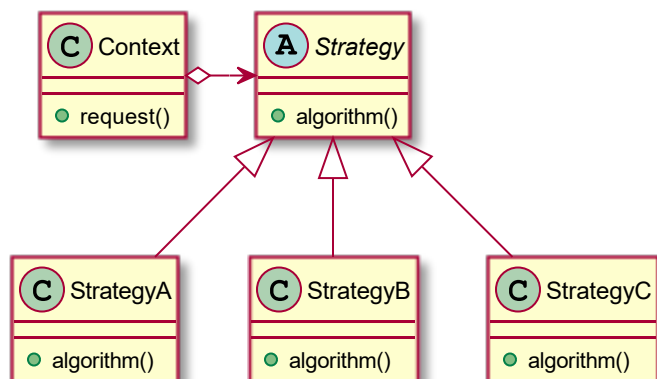 C Context
A Strategy
request()
algorithm()
C StrategyA
C StrategyB
C StrategyC
algorithm()
algorithm()
algorithm()